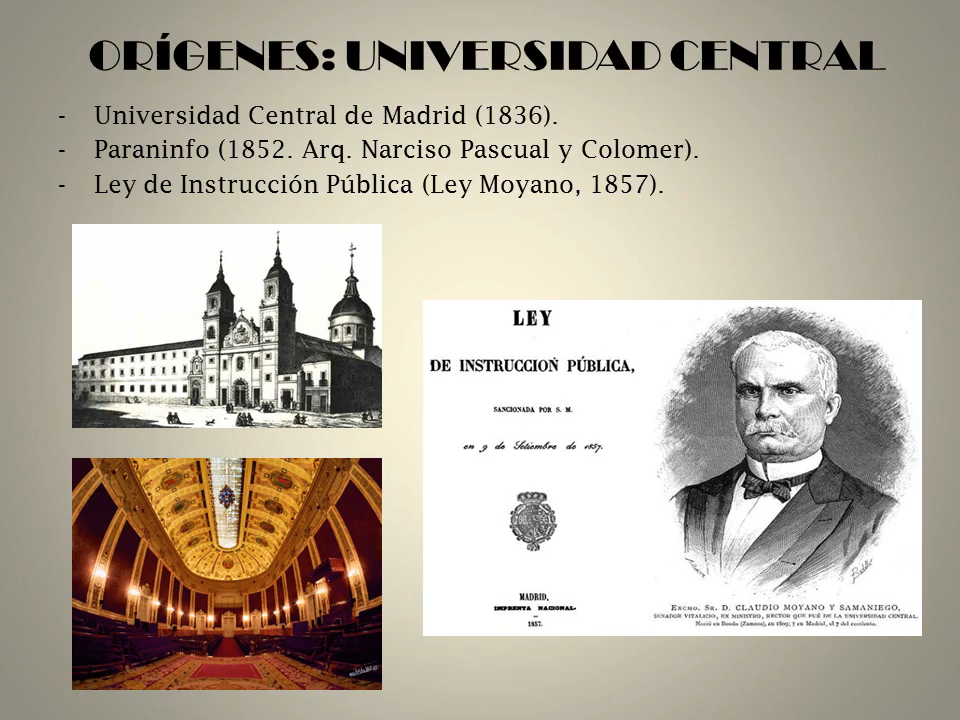 ORÍGENES: UNIVERSIDAD CENTRAL
- Universidad Central de Madrid (1836).
- Paraninfo (1852. Arq. Narciso Pascual y Colomer).
- Ley de Instrucción Pública (Ley Moyano, 1857).
LEY
DE INSTRUCCION PÚBLICA,
SANCIONADA POR S. M.
en 9 de Setiembre de 1857.
MADRID,
IMPRENTA NACIONAL.
1857.
EXCMO. SR. D. CLAUDIO MOYANO Y SAMANIEGO,
SENADOR VITALICIO, EX MINISTRO, RECTOR QUE FUÉ DE LA UNIVERSIDAD CENTRAL.
Nació en (Zamora), en 1809; † en Madrid, el 7 del corriente.